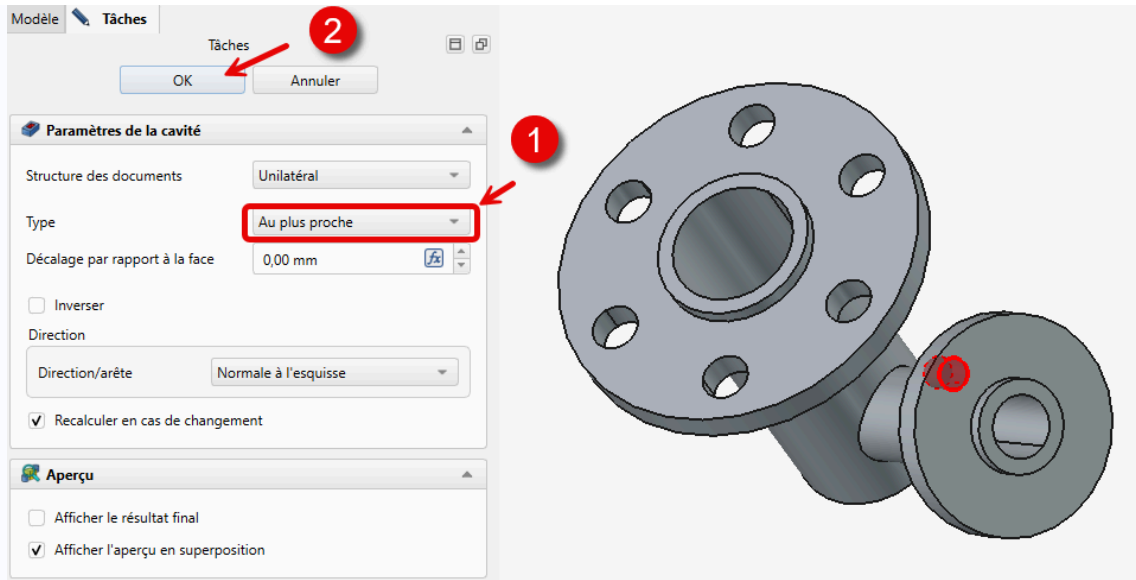 Modèle Tâches
2
Tâches
OK Annuler
Paramètres de la cavité
1
Structure des documents Unilatéral
Type Au plus proche
Décalage par rapport à la face 0,00 mm fx
Inverser
Direction
Direction/arête Normale à l'esquisse
Recalculer en cas de changement
Aperçu
Afficher le résultat final
Afficher l'aperçu en superposition